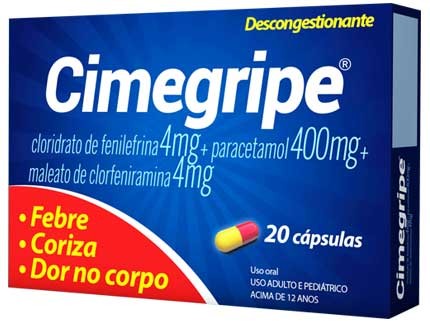 Descongestionante
Cimegripe®
cloridrato de fenilefrina 4mg + paracetamol 400mg +
maleato de clorfeniramina 4mg
• Febre
• Coriza
• Dor no corpo
20 cápsulas
Uso oral
USO ADULTO E PEDIÁTRICO
ACIMA DE 12 ANOS
Cimegripe®